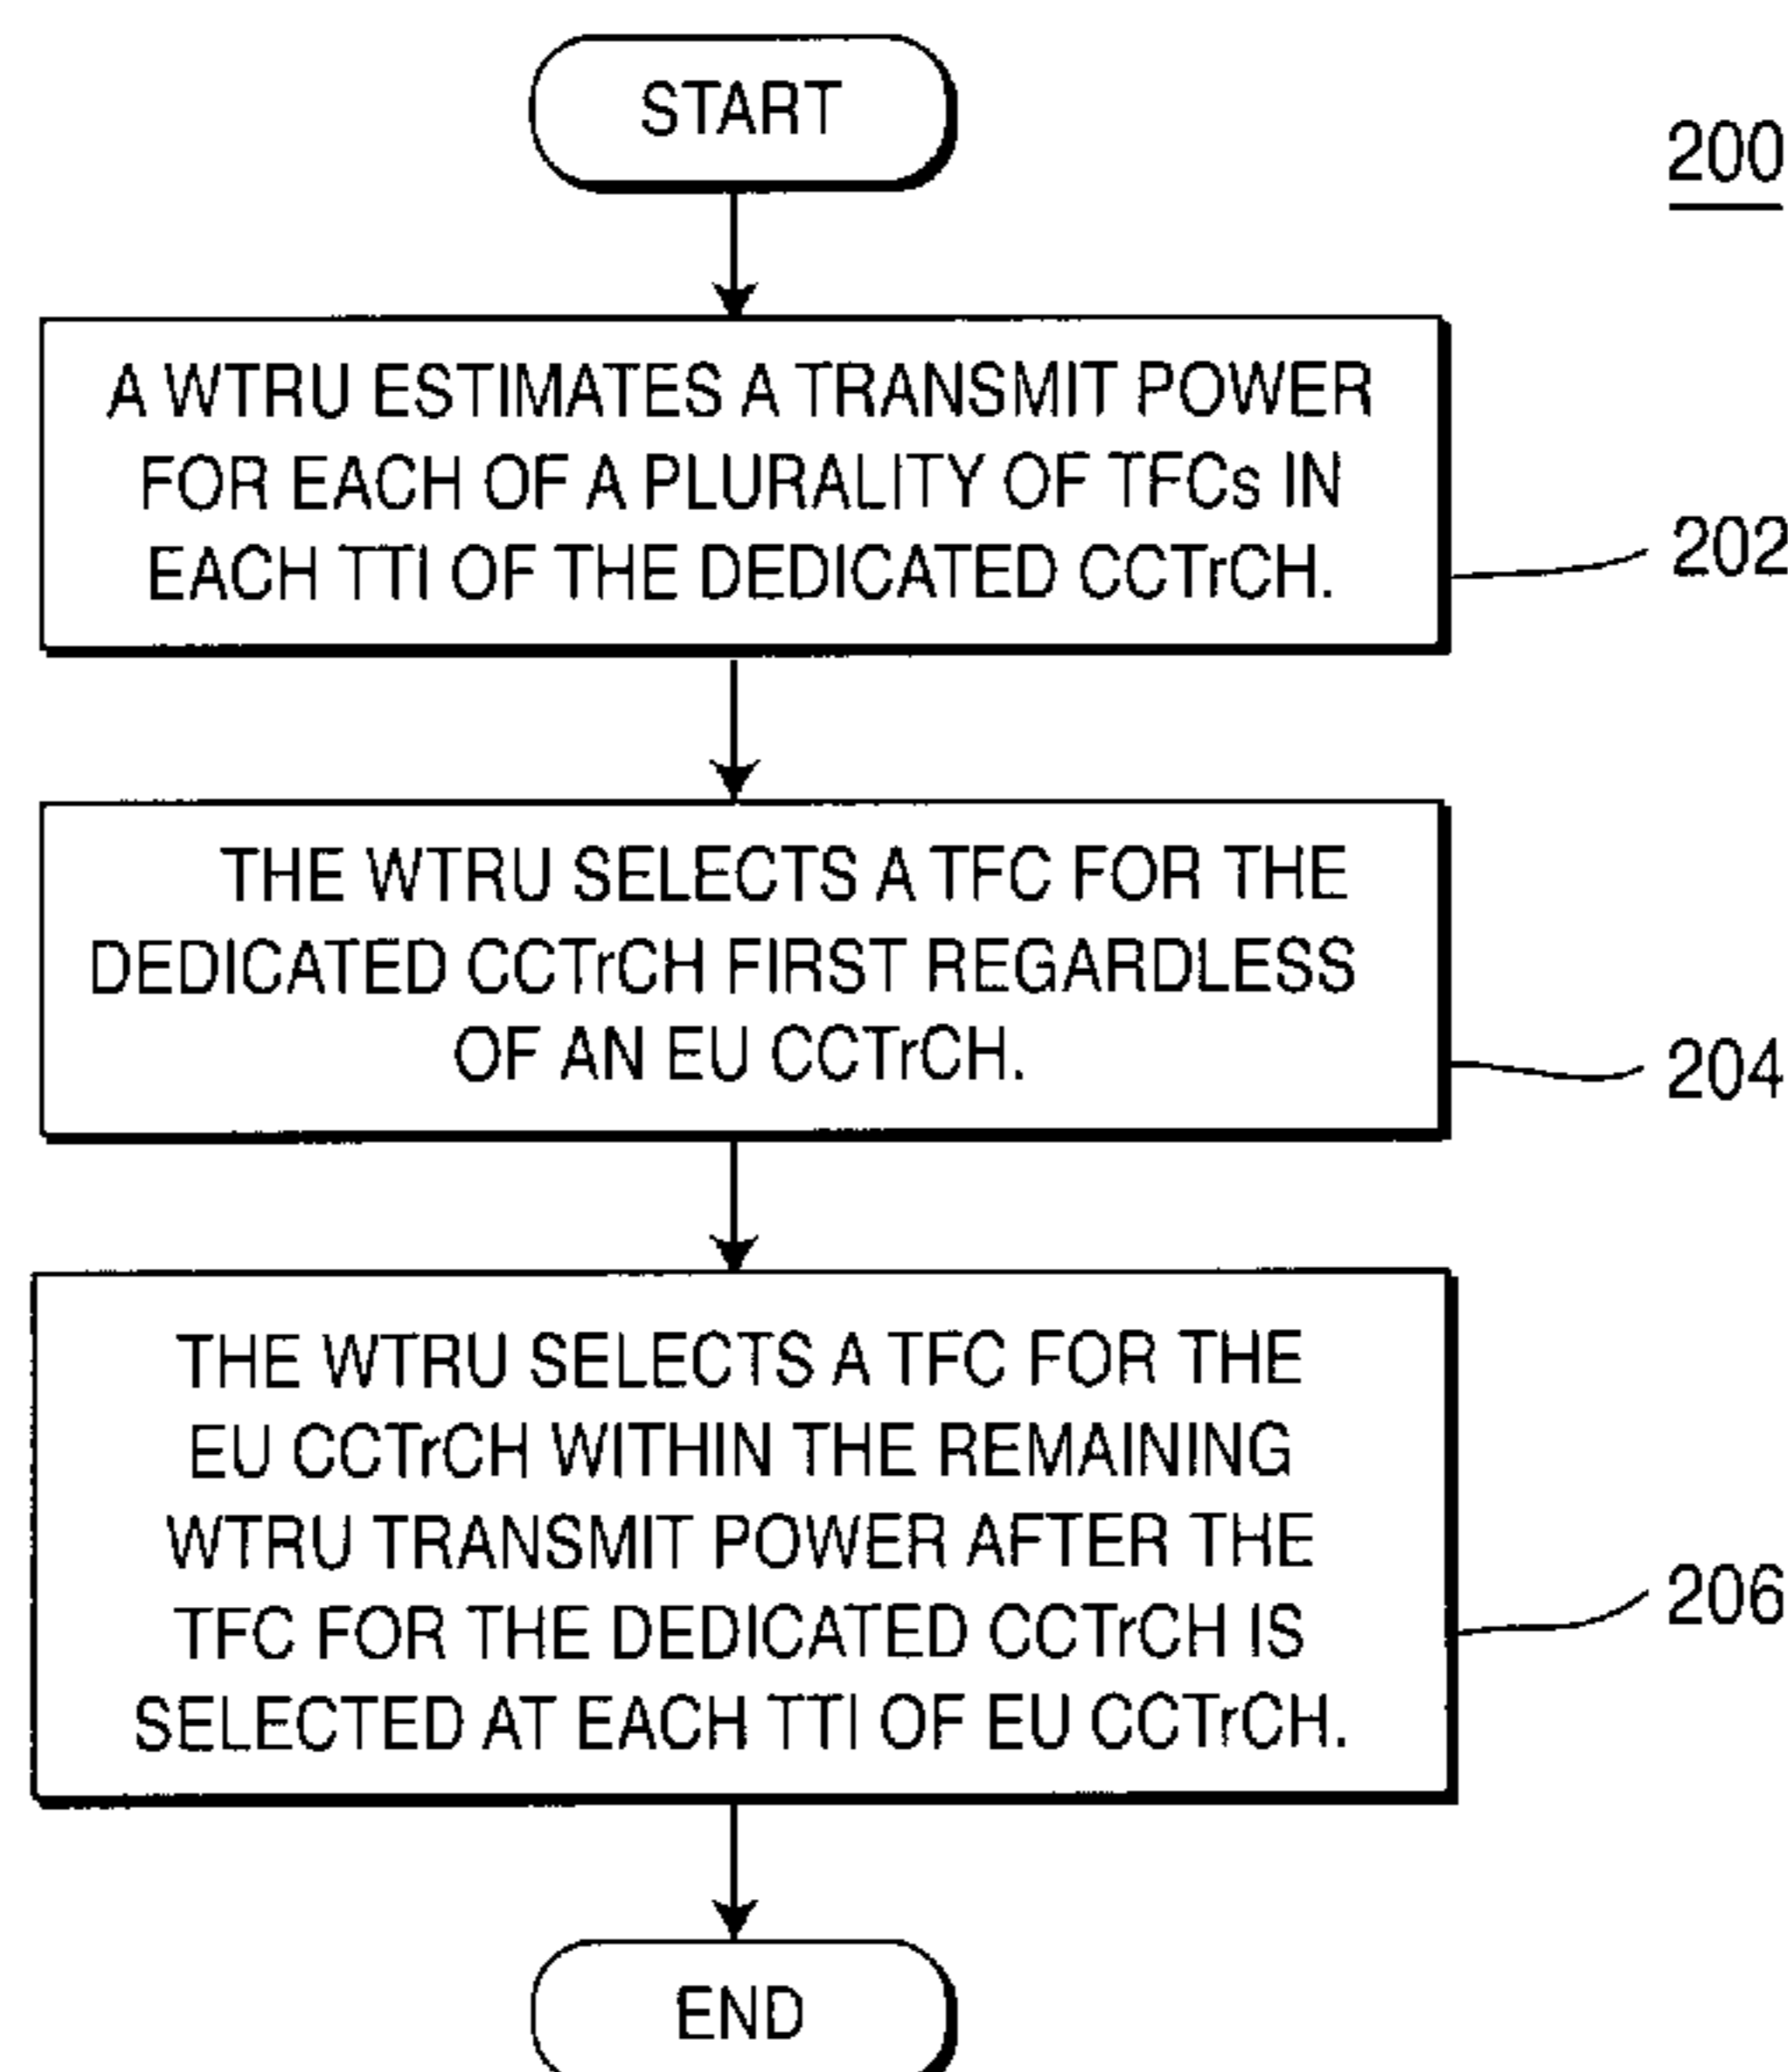 START
200
A WTRU ESTIMATES A TRANSMIT POWER
FOR EACH OF A PLURALITY OF TFCs IN
EACH TTI OF THE DEDICATED CCTrCH.
202
THE WTRU SELECTS A TFC FOR THE
DEDICATED CCTrCH FIRST REGARDLESS
OF AN EU CCTrCH.
204
THE WTRU SELECTS A TFC FOR THE
EU CCTrCH WITHIN THE REMAINING
WTRU TRANSMIT POWER AFTER THE
TFC FOR THE DEDICATED CCTrCH IS
SELECTED AT EACH TTI OF EU CCTrCH.
206
END